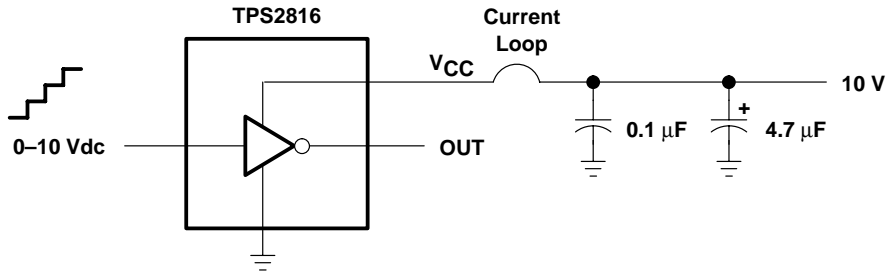 TPS2816
Current
Loop
VCC
10 V
+
0–10 Vdc
OUT
0.1 μF
4.7 μF